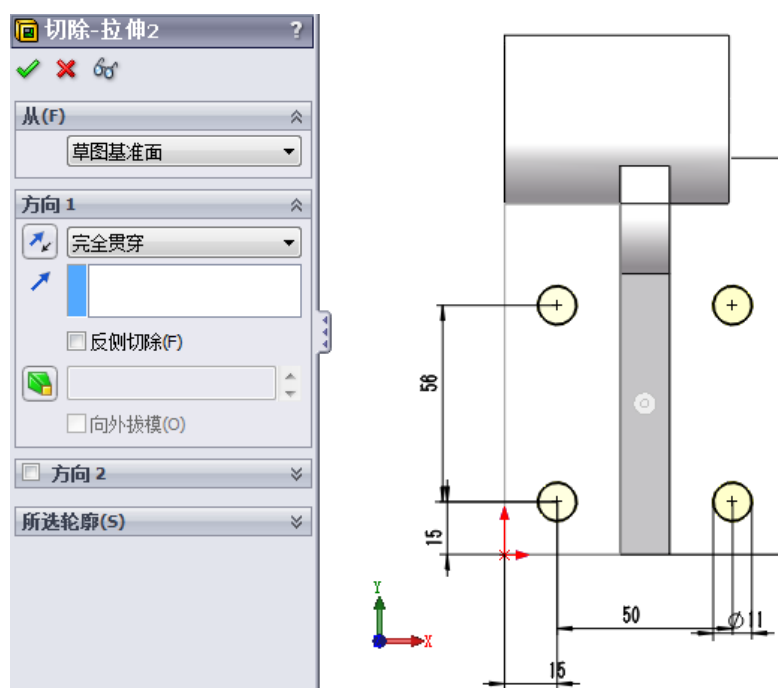 切除-拉伸2 ?
从(F)
草图基准面
方向 1
完全贯穿
反侧切除(F)
向外拔模(O)
方向 2
所选轮廓(S)
56
15
50
∅11
15
Y
X